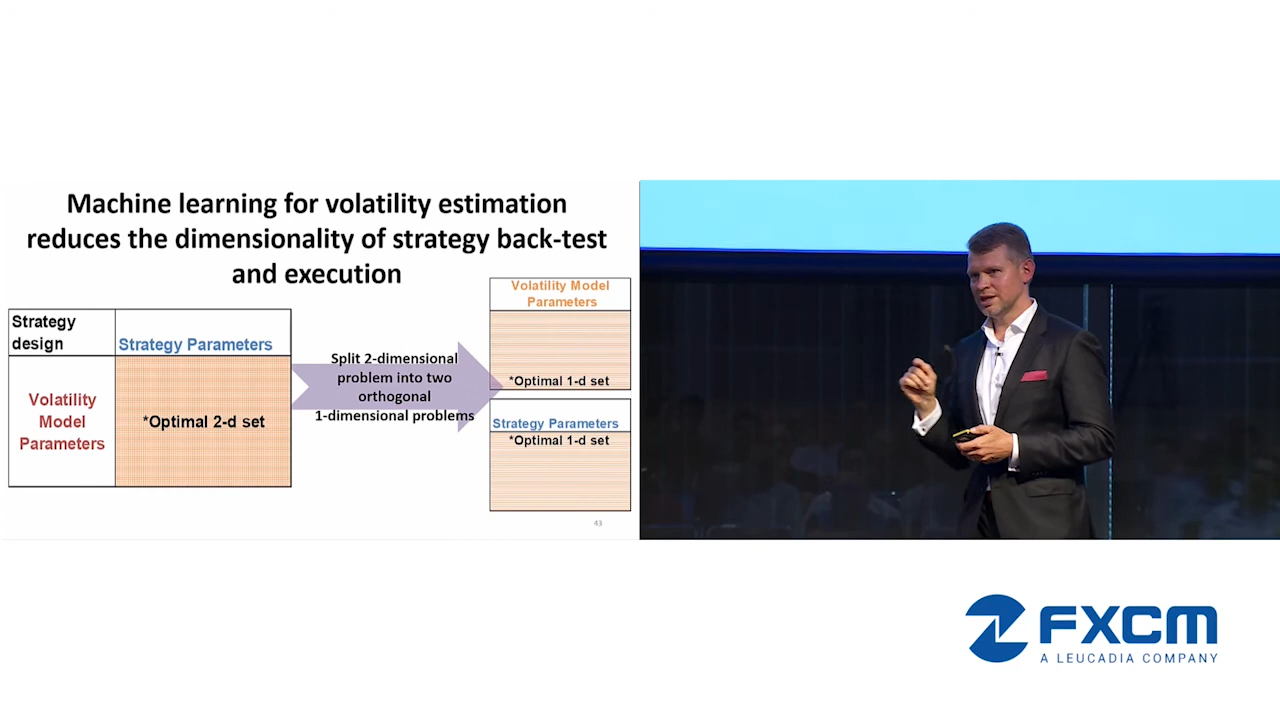 Machine learning for volatility estimation
reduces the dimensionality of strategy back-test
and execution
Strategy
design
Strategy Parameters
Volatility
Model
Parameters
*Optimal 2-d set
Split 2-dimensional
problem into two
orthogonal
1-dimensional problems
Volatility Model
Parameters
*Optimal 1-d set
Strategy Parameters
*Optimal 1-d set
43
FXCM
A LEUCADIA COMPANY